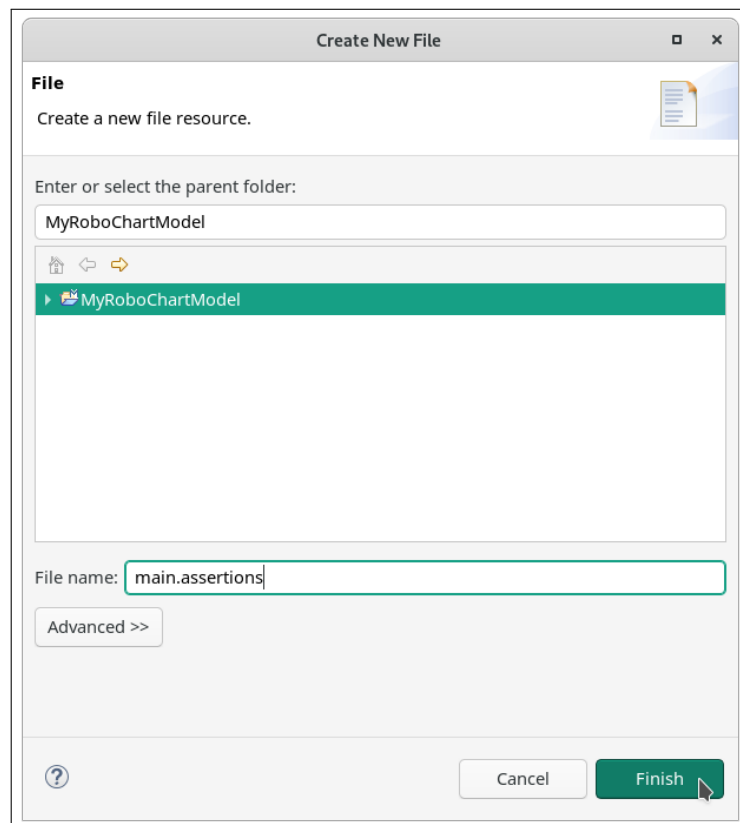 Create New File
File
Create a new file resource.
Enter or select the parent folder:
MyRoboChartModel
MyRoboChartModel
File name: main.assertions
Advanced >>
? Cancel Finish